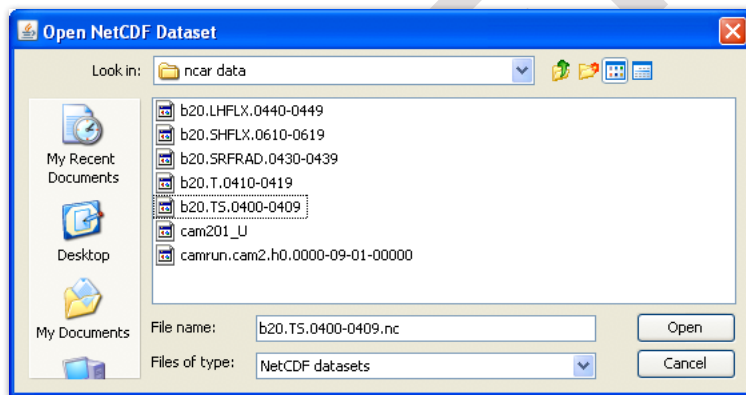 Open NetCDF Dataset
Look in: ncar data
My Recent Documents
Desktop
My Documents
b20.LHFLX.0440-0449
b20.SHFLX.0610-0619
b20.SRFRAD.0430-0439
b20.T.0410-0419
b20.TS.0400-0409
cam201_U
camrun.cam2.h0.0000-09-01-00000
File name: b20.TS.0400-0409.nc Open
Files of type: NetCDF datasets Cancel